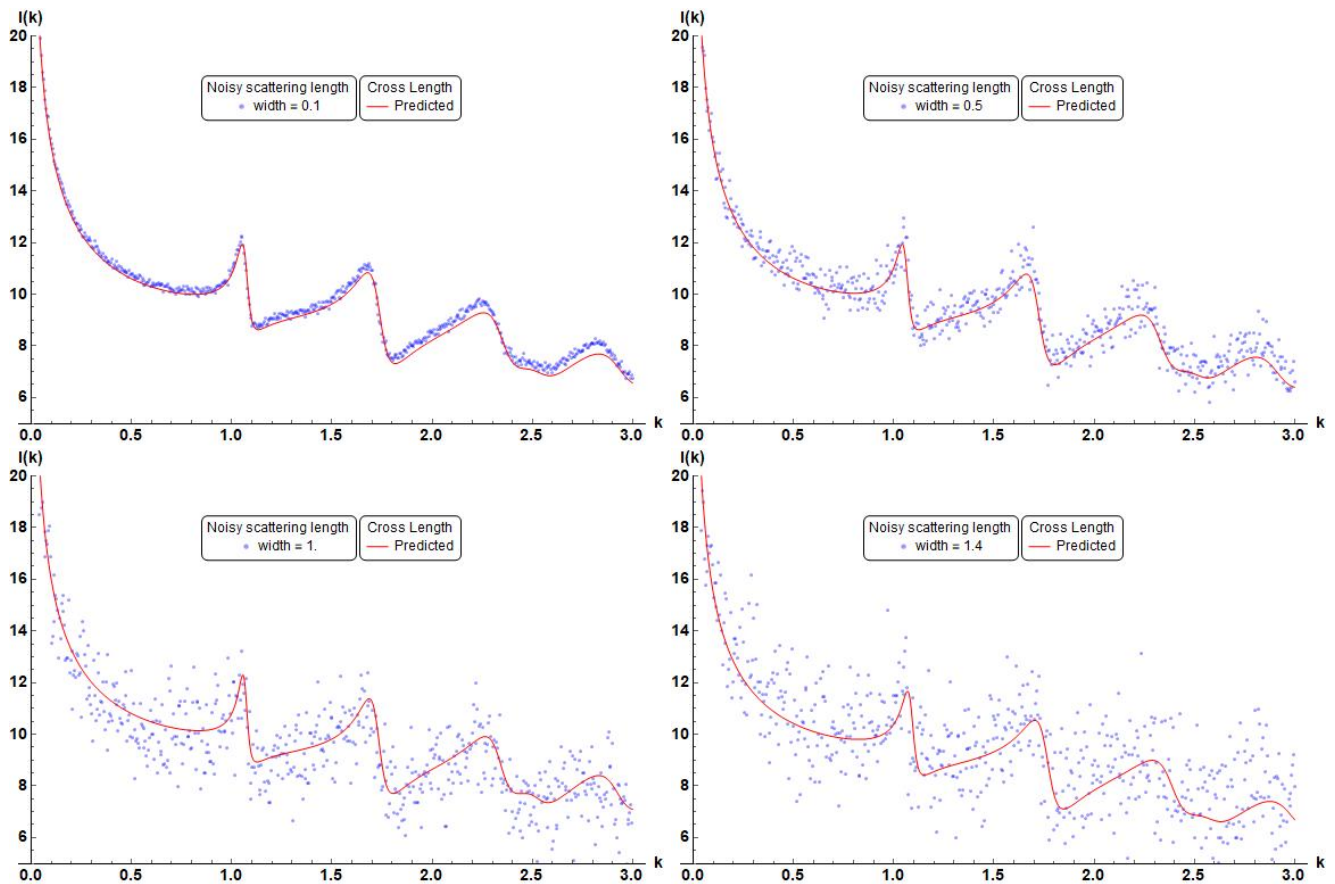 I(k)
20
18
16
14
12
10
8
6
Noisy scattering length
width = 0.1
Cross Length
Predicted
0.0 0.5 1.0 1.5 2.0 2.5 3.0 k
I(k)
20
18
16
14
12
10
8
6
Noisy scattering length
width = 0.5
Cross Length
Predicted
0.0 0.5 1.0 1.5 2.0 2.5 3.0 k
I(k)
20
18
16
14
12
10
8
6
Noisy scattering length
width = 1.
Cross Length
Predicted
0.0 0.5 1.0 1.5 2.0 2.5 3.0 k
I(k)
20
18
16
14
12
10
8
6
Noisy scattering length
width = 1.4
Cross Length
Predicted
0.0 0.5 1.0 1.5 2.0 2.5 3.0 k